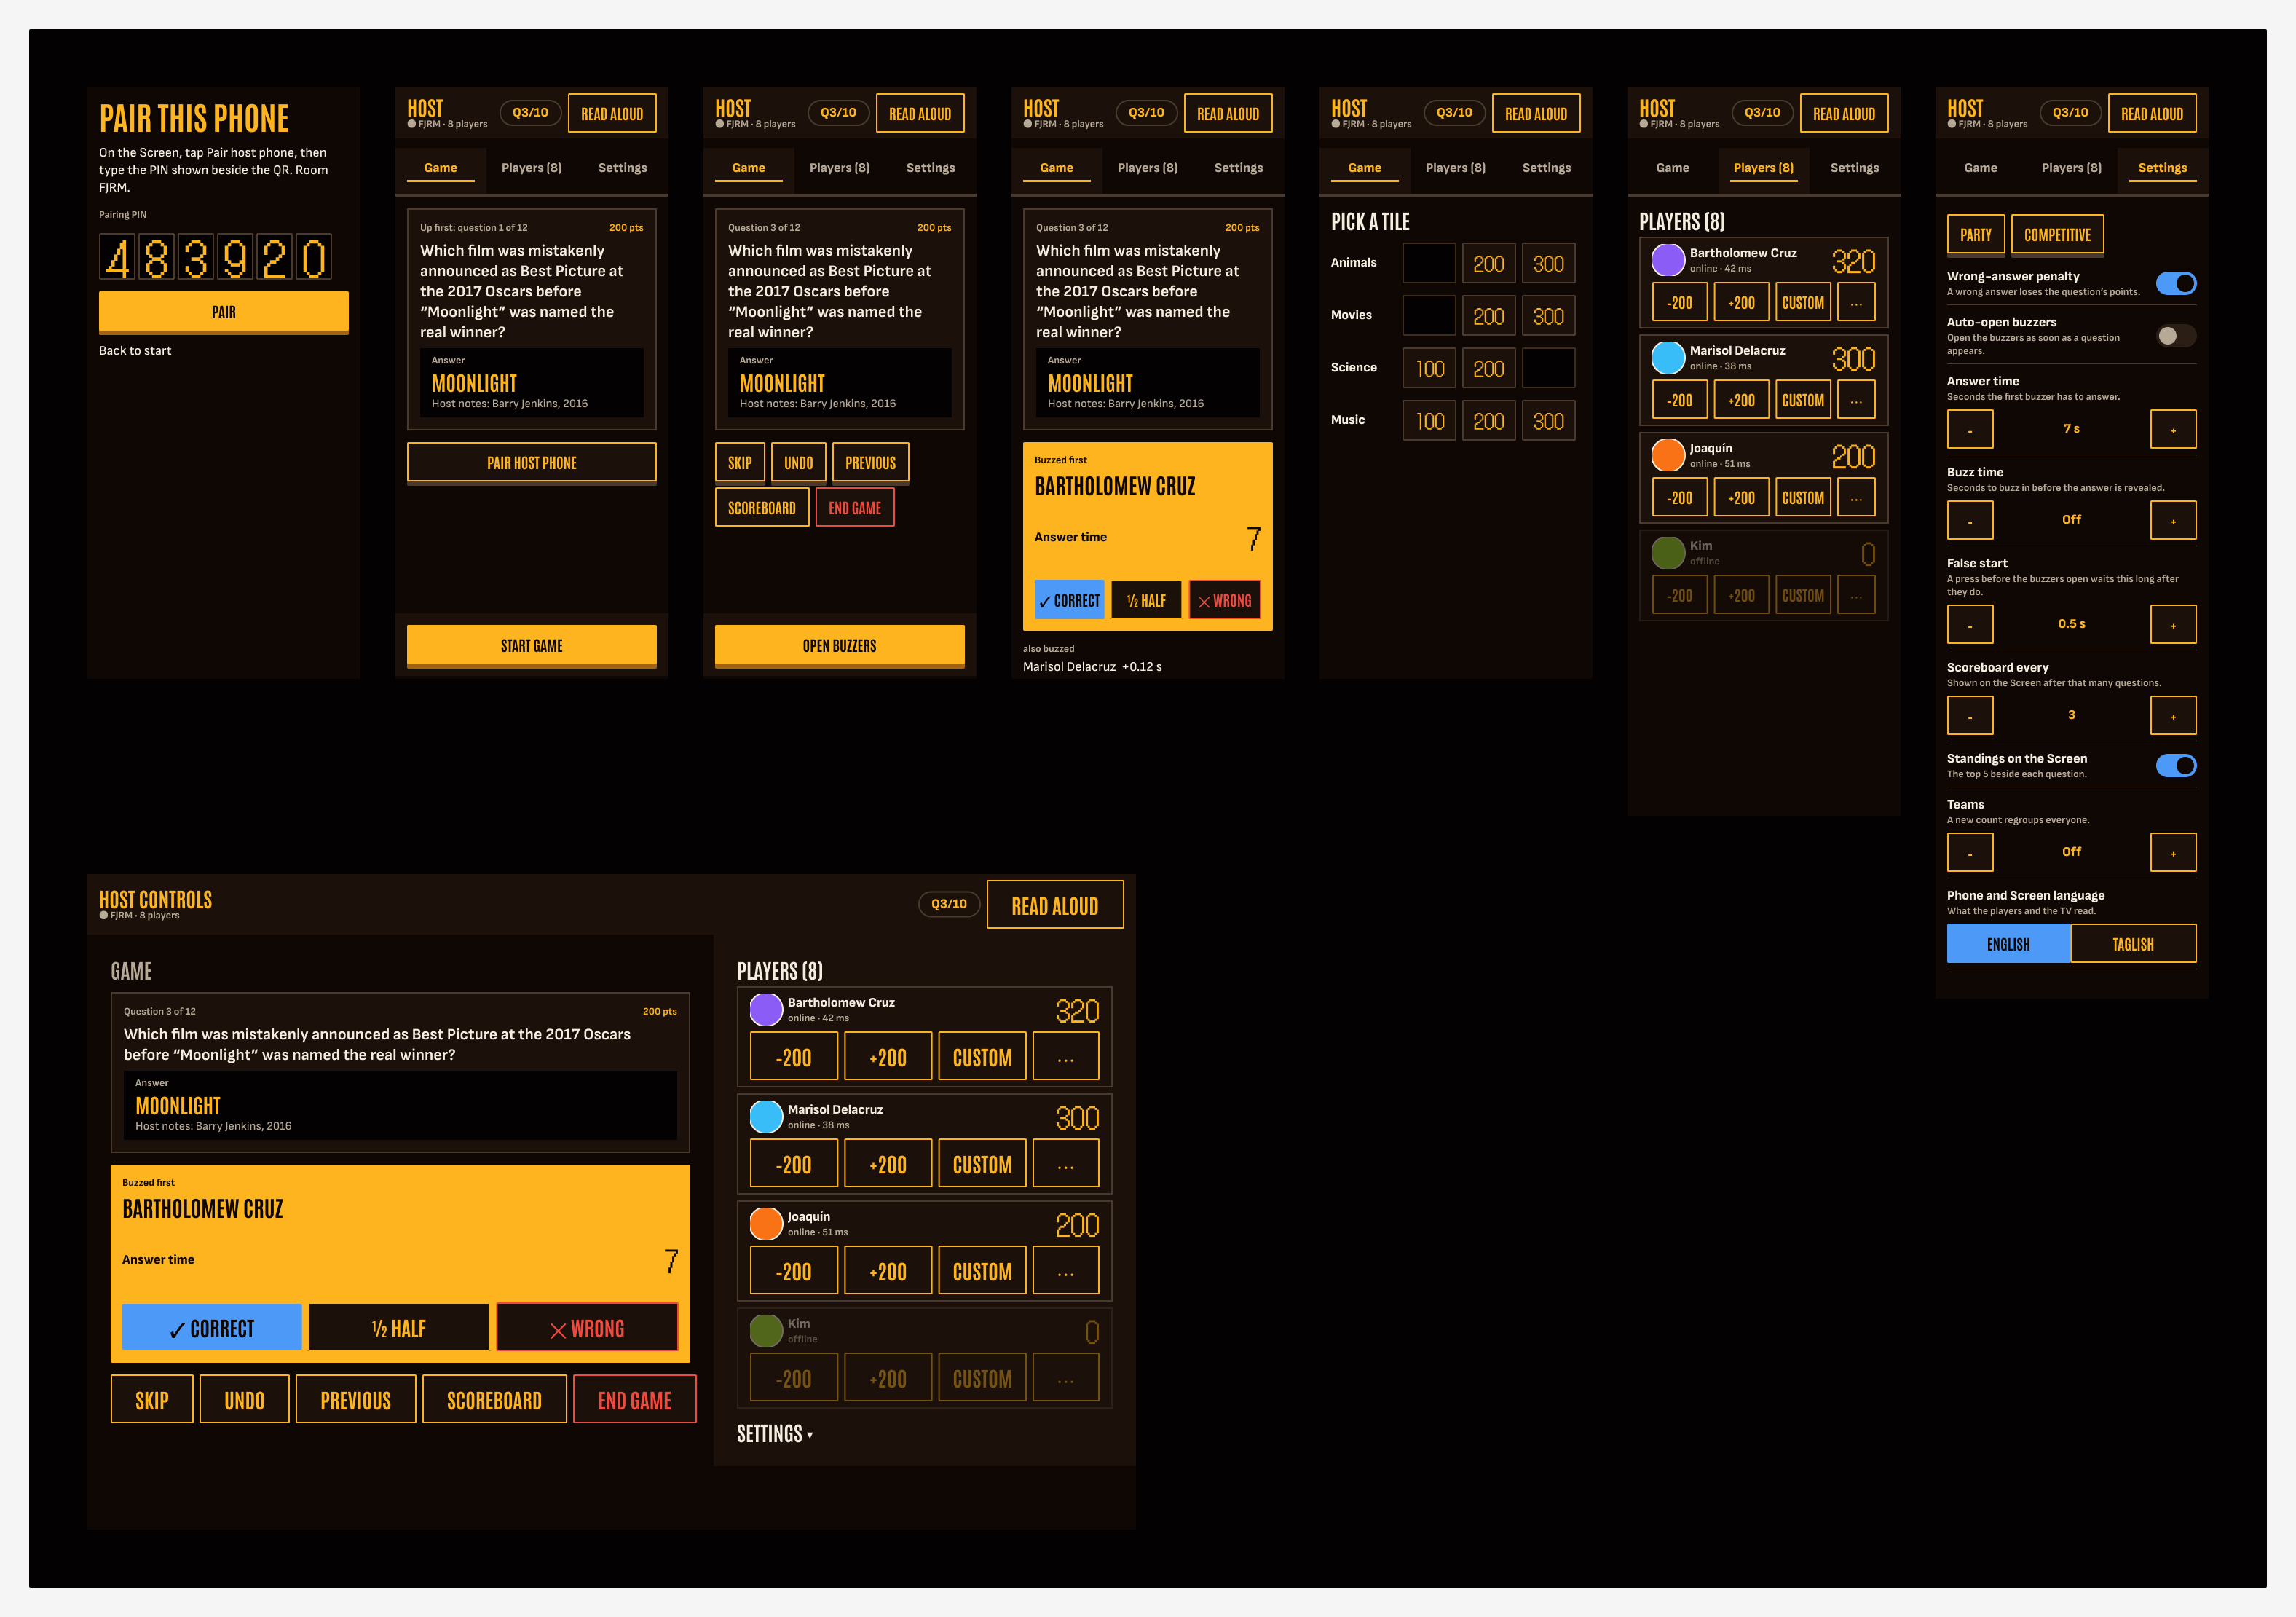 PAIR THIS PHONE
On the Screen, tap Pair host phone, then
type the PIN shown beside the QR. Room
FJRM.
Pairing PIN
4 8 3 9 2 0
PAIR
Back to start
HOST
FJRM · 8 players
Q3/10
READ ALOUD
Game
Players (8)
Settings
Up first: question 1 of 12
200 pts
Which film was mistakenly
announced as Best Picture at
the 2017 Oscars before
“Moonlight” was named the
real winner?
Answer
MOONLIGHT
Host notes: Barry Jenkins, 2016
PAIR HOST PHONE
START GAME
HOST
FJRM · 8 players
Q3/10
READ ALOUD
Game
Players (8)
Settings
Question 3 of 12
200 pts
Which film was mistakenly
announced as Best Picture at
the 2017 Oscars before
“Moonlight” was named the
real winner?
Answer
MOONLIGHT
Host notes: Barry Jenkins, 2016
SKIP
UNDO
PREVIOUS
SCOREBOARD
END GAME
OPEN BUZZERS
HOST
FJRM · 8 players
Q3/10
READ ALOUD
Game
Players (8)
Settings
Question 3 of 12
200 pts
Which film was mistakenly
announced as Best Picture at
the 2017 Oscars before
“Moonlight” was named the
real winner?
Answer
MOONLIGHT
Host notes: Barry Jenkins, 2016
Buzzed first
BARTHOLOMEW CRUZ
Answer time
7
✓ CORRECT
½ HALF
✕ WRONG
also buzzed
Marisol Delacruz +0.12 s
HOST
FJRM · 8 players
Q3/10
READ ALOUD
Game
Players (8)
Settings
PICK A TILE
Animals
200
300
Movies
200
300
Science
100
200
Music
100
200
300
HOST
FJRM · 8 players
Q3/10
READ ALOUD
Game
Players (8)
Settings
PLAYERS (8)
Bartholomew Cruz
online · 42 ms
320
-200
+200
CUSTOM
...
Marisol Delacruz
online · 38 ms
300
-200
+200
CUSTOM
...
Joaquín
online · 51 ms
200
-200
+200
CUSTOM
...
Kim
offline
0
-200
+200
CUSTOM
...
HOST
FJRM · 8 players
Q3/10
READ ALOUD
Game
Players (8)
Settings
PARTY
COMPETITIVE
Wrong-answer penalty
A wrong answer loses the question’s points.
Auto-open buzzers
Open the buzzers as soon as a question
appears.
Answer time
Seconds the first buzzer has to answer.
-
7 s
+
Buzz time
Seconds to buzz in before the answer is revealed.
-
Off
+
False start
A press before the buzzers open waits this long after
they do.
-
0.5 s
+
Scoreboard every
Shown on the Screen after that many questions.
-
3
+
Standings on the Screen
The top 5 beside each question.
Teams
A new count regroups everyone.
-
Off
+
Phone and Screen language
What the players and the TV read.
ENGLISH
TAGLISH
HOST CONTROLS
FJRM · 8 players
Q3/10
READ ALOUD
GAME
Question 3 of 12
200 pts
Which film was mistakenly announced as Best Picture at the 2017 Oscars
before “Moonlight” was named the real winner?
Answer
MOONLIGHT
Host notes: Barry Jenkins, 2016
Buzzed first
BARTHOLOMEW CRUZ
Answer time
7
✓ CORRECT
½ HALF
✕ WRONG
SKIP
UNDO
PREVIOUS
SCOREBOARD
END GAME
PLAYERS (8)
Bartholomew Cruz
online · 42 ms
320
-200
+200
CUSTOM
...
Marisol Delacruz
online · 38 ms
300
-200
+200
CUSTOM
...
Joaquín
online · 51 ms
200
-200
+200
CUSTOM
...
Kim
offline
0
-200
+200
CUSTOM
...
SETTINGS ▾